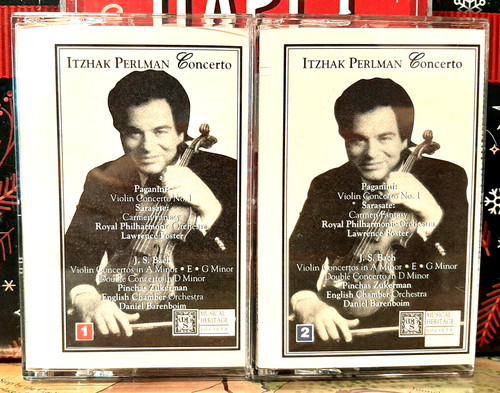 ITZHAK PERLMAN Concerto
Paganini:
Violin Concerto No. 1
Sarasate:
Carmen Fantasy
Royal Philharmonic Orchestra
Lawrence Foster
J. S. Bach
Violin Concertos in A Minor • E • G Minor
Double Concerto in D Minor
Pinchas Zukerman
English Chamber Orchestra
Daniel Barenboim
1
MUSICAL
HERITAGE
SOCIETY
ITZHAK PERLMAN Concerto
Paganini:
Violin Concerto No. 1
Sarasate:
Carmen Fantasy
Royal Philharmonic Orchestra
Lawrence Foster
J. S. Bach
Violin Concertos in A Minor • E • G Minor
Double Concerto in D Minor
Pinchas Zukerman
English Chamber Orchestra
Daniel Barenboim
2
MUSICAL
HERITAGE
SOCIETY